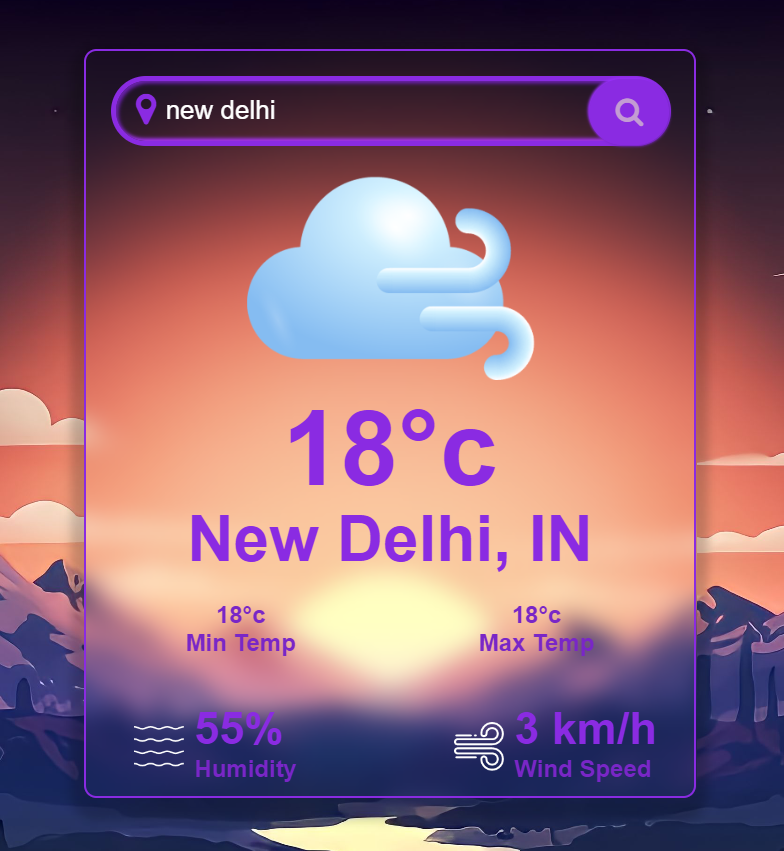 new delhi
18°c
New Delhi, IN
18°c
Min Temp
18°c
Max Temp
55%
Humidity
3 km/h
Wind Speed